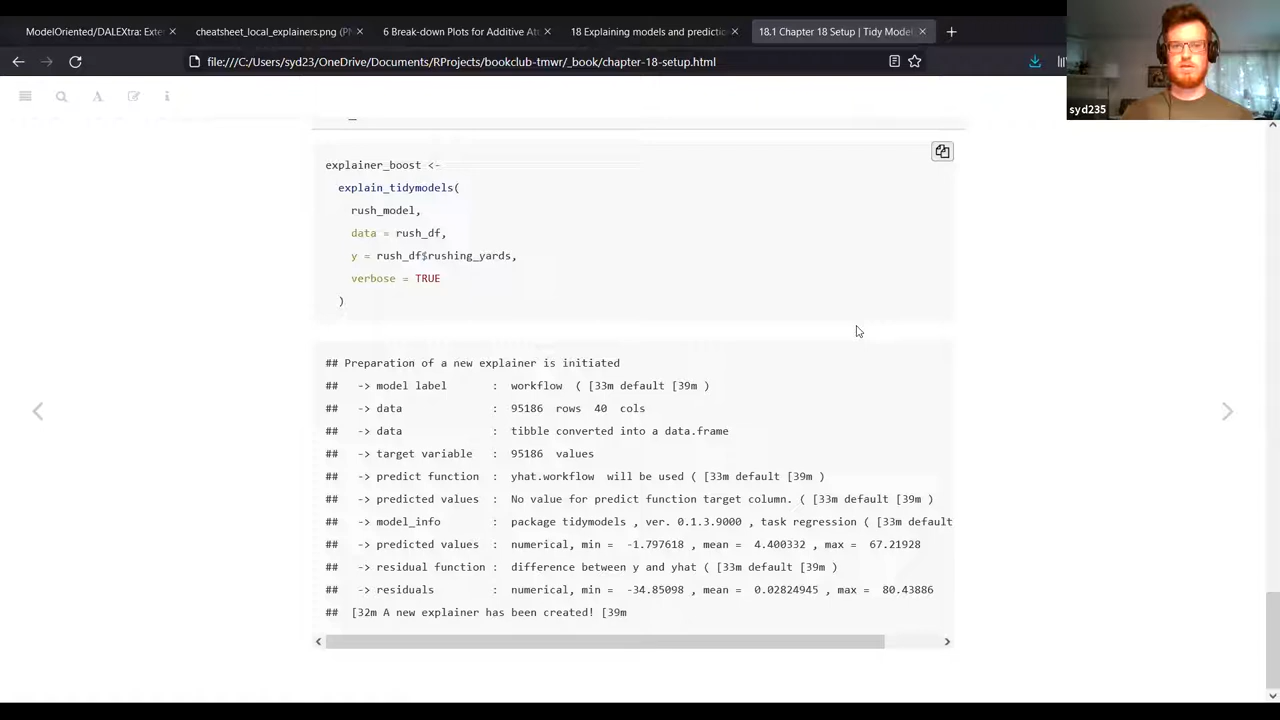 ModelOriented/DALEXtra: Exte
cheatsheet_local_explainers.png (P
6 Break-down Plots for Additive At
18 Explaining models and predictio
18.1 Chapter 18 Setup | Tidy Model
file:///C:/Users/syd23/OneDrive/Documents/RProjects/bookclub-tmwr/_book/chapter-18-setup.html
syd235
explainer_boost <-
explain_tidymodels(
rush_model,
data = rush_df,
y = rush_df$rushing_yards,
verbose = TRUE
)
## Preparation of a new explainer is initiated
## -> model label : workflow ( [33m default [39m )
## -> data : 95186 rows 40 cols
## -> data : tibble converted into a data.frame
## -> target variable : 95186 values
## -> predict function : yhat.workflow will be used ( [33m default [39m )
## -> predicted values : No value for predict function target column. ( [33m default [39m )
## -> model_info : package tidymodels , ver. 0.1.3.9000 , task regression ( [33m default
## -> predicted values : numerical, min = -1.797618 , mean = 4.400332 , max = 67.21928
## -> residual function : difference between y and yhat ( [33m default [39m )
## -> residuals : numerical, min = -34.85098 , mean = 0.02824945 , max = 80.43886
## [32m A new explainer has been created! [39m